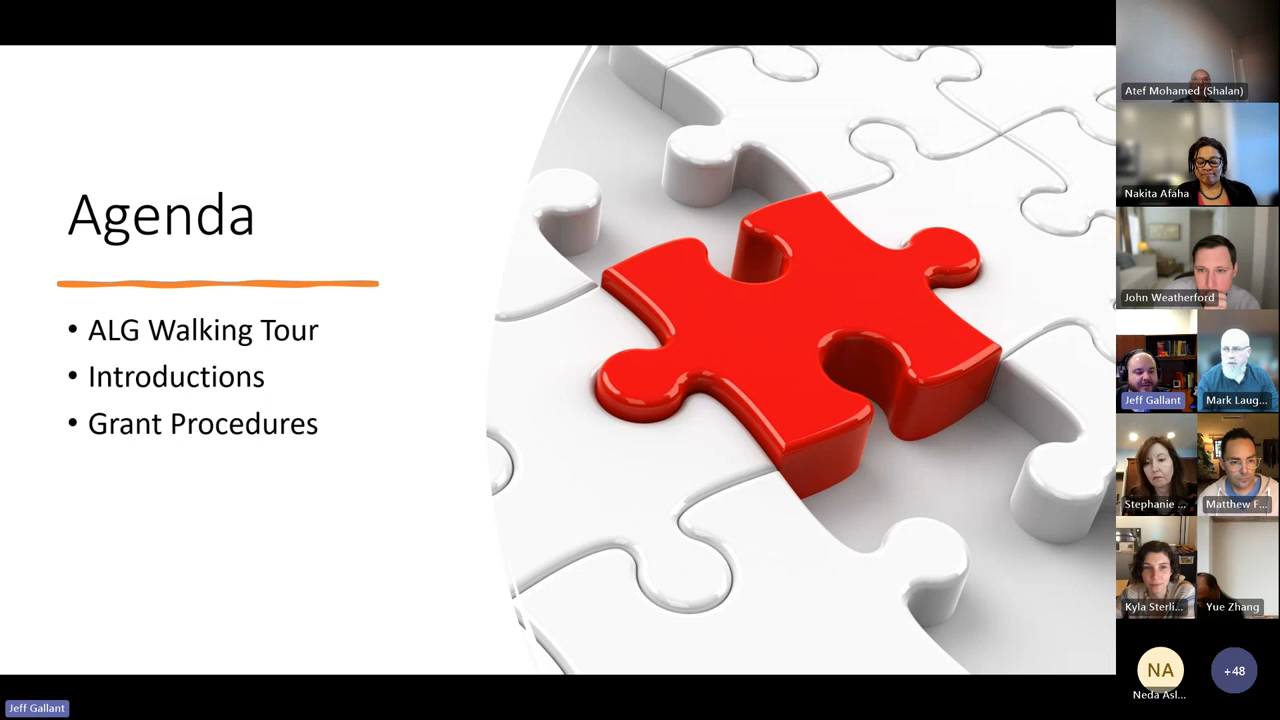 Agenda
• ALG Walking Tour
• Introductions
• Grant Procedures
Atef Mohamed (Shalan)
Nakita Afaha
John Weatherford
Jeff Gallant
Mark Laug...
Stephanie ...
Matthew F...
Kyla Sterli...
Yue Zhang
NA
Neda Asl...
+48
Jeff Gallant